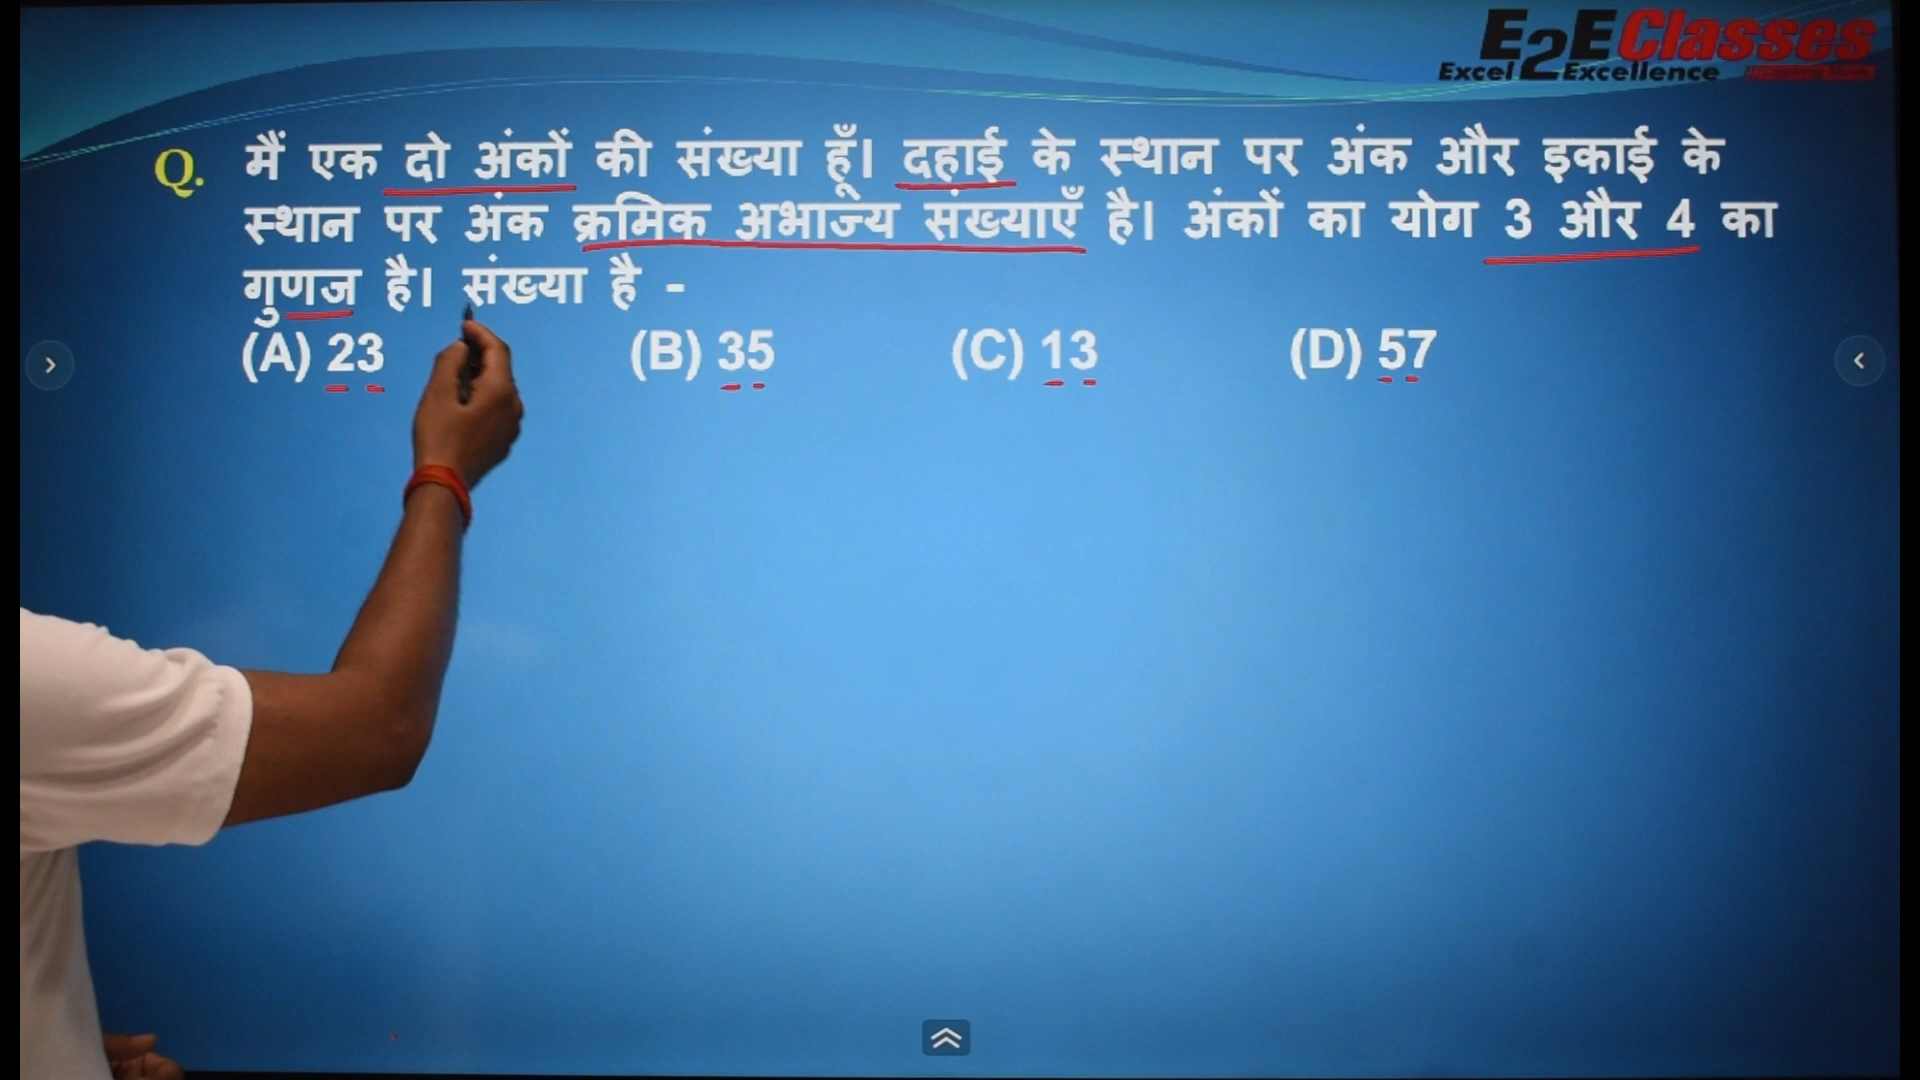 E2E Classes
Excel 2 Excellence
Q. मैं एक दो अंकों की संख्या हूँ। दहाई के स्थान पर अंक और इकाई के
स्थान पर अंक क्रमिक अभाज्य संख्याएँ है। अंकों का योग 3 और 4 का
गुणज है। संख्या है -
(A) 23 (B) 35 (C) 13 (D) 57